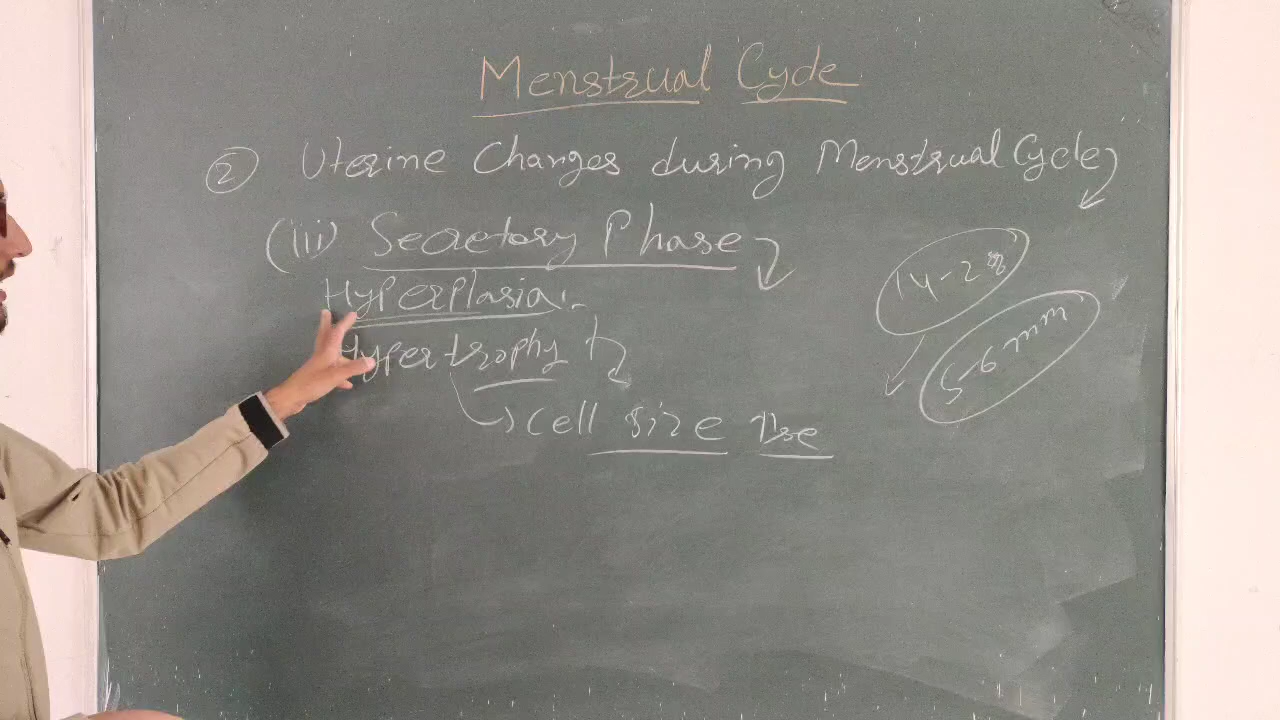 Menstrual Cycle
② Uterine Changes during Menstrual Cycle
(iii) Secretory Phase
14-28
Hyperplasia:-
5-6 mm
Hypertrophy
→ Cell size ↑se